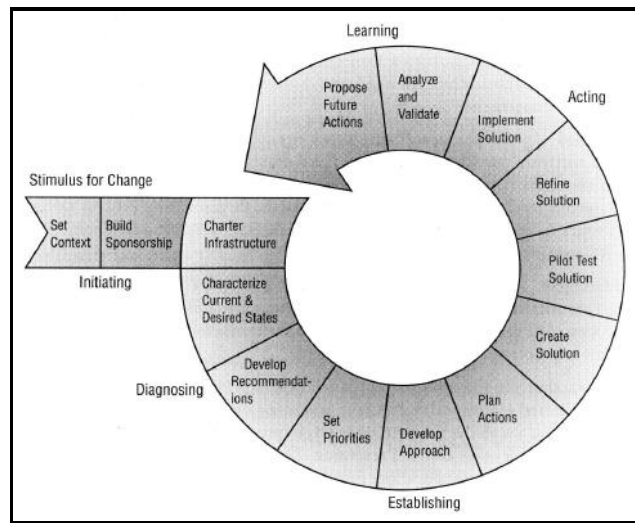 Learning
Acting
Propose
Future
Actions
Analyze
and
Validate
Implement
Solution
Refine
Solution
Pilot Test
Solution
Create
Solution
Plan
Actions
Develop
Approach
Set
Priorities
Develop
Recommendat-
ions
Characterize
Current &
Desired States
Charter
Infrastructure
Build
Sponsorship
Set
Context
Stimulus for Change
Initiating
Diagnosing
Establishing